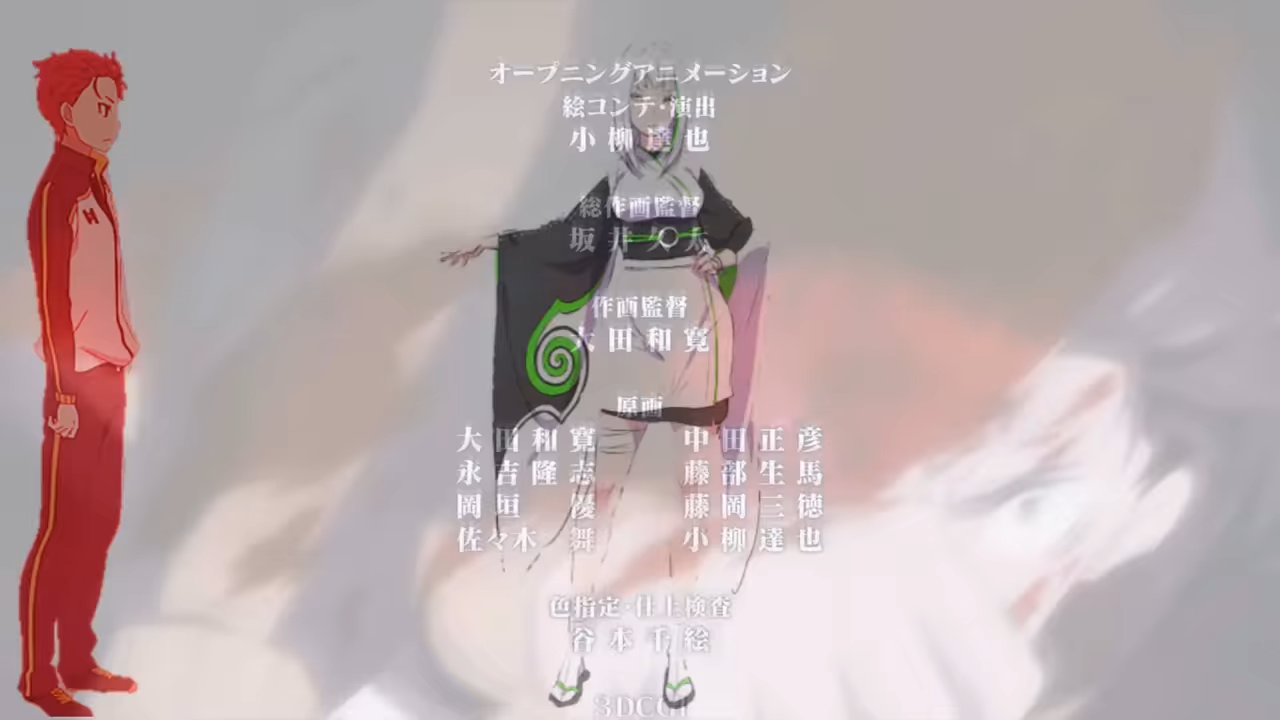 オープニングアニメーション
絵コンテ・演出
小柳達也
総作画監督
坂井久太
作画監督
大田和寛
原画
大田和寛 中田正彦
永吉隆志 藤部生馬
岡垣 優 藤岡三徳
佐々木 舞 小柳達也
色指定・仕上検査
谷本千絵
3DCGI